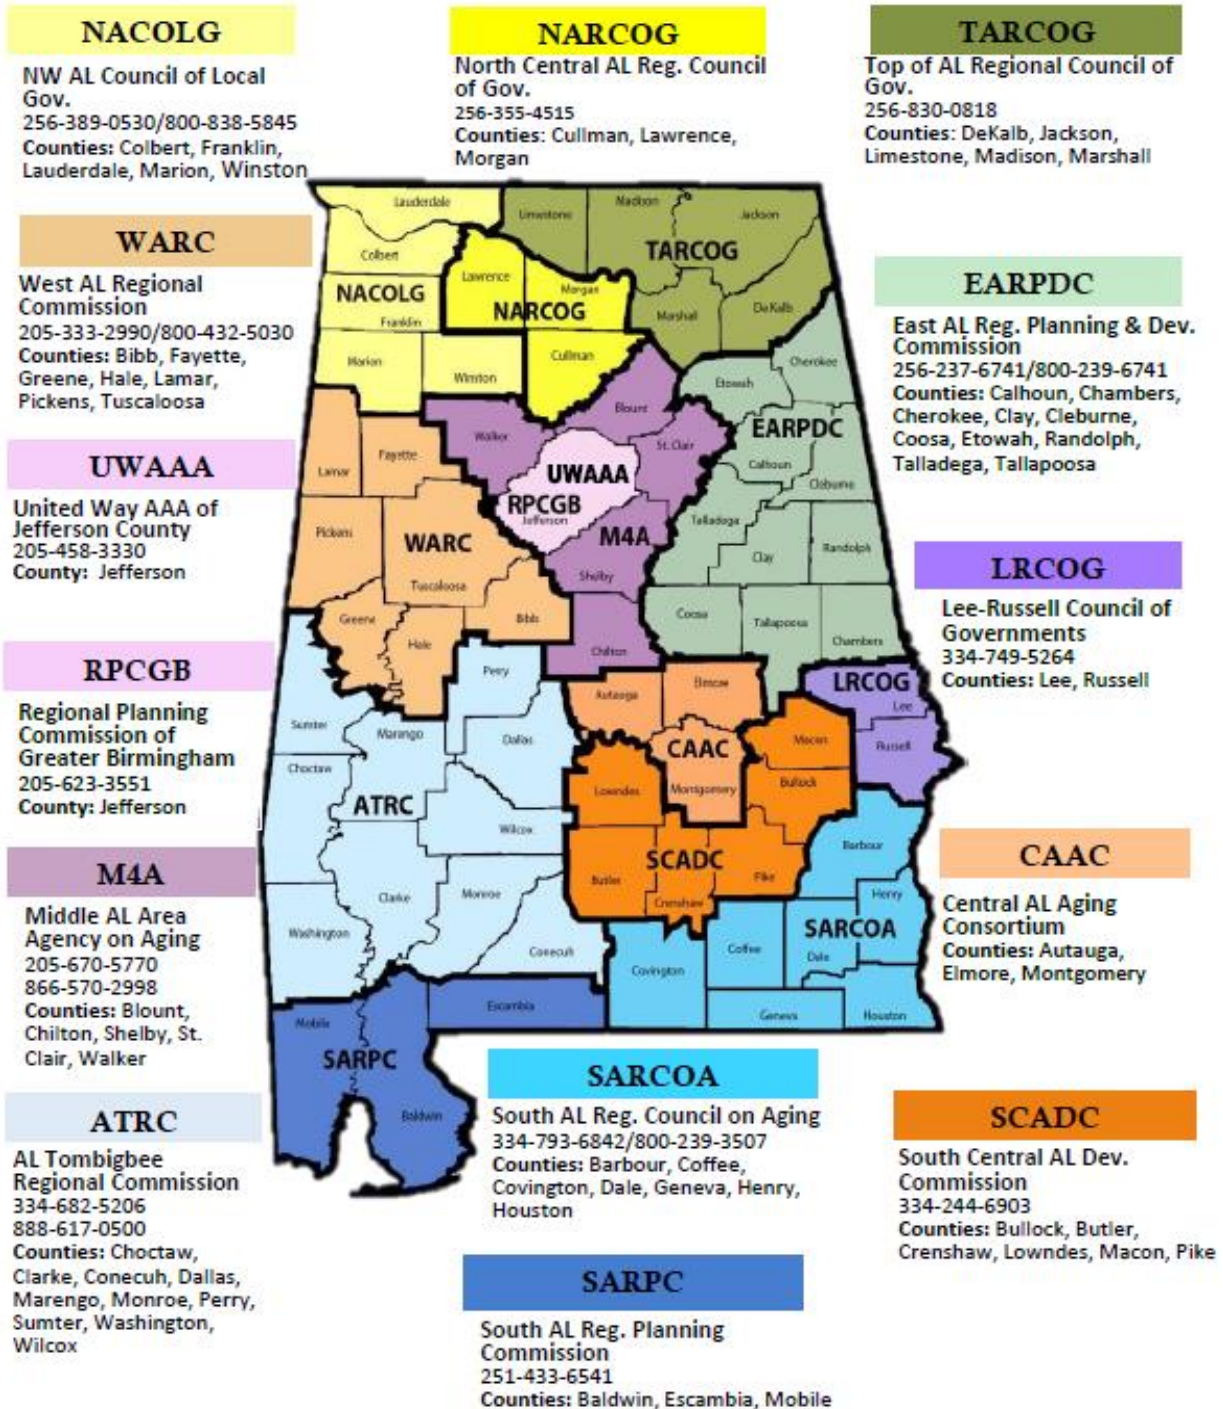 NACOLG
NW AL Council of Local
Gov.
256-389-0530/800-838-5845
Counties: Colbert, Franklin,
Lauderdale, Marion, Winston
NARCOG
North Central AL Reg. Council
of Gov.
256-355-4515
Counties: Cullman, Lawrence,
Morgan
TARCOG
Top of AL Regional Council of
Gov.
256-830-0818
Counties: DeKalb, Jackson,
Limestone, Madison, Marshall
WARC
West AL Regional
Commission
205-333-2990/800-432-5030
Counties: Bibb, Fayette,
Greene, Hale, Lamar,
Pickens, Tuscaloosa
UWAAA
United Way AAA of
Jefferson County
205-458-3330
County: Jefferson
RPCGB
Regional Planning
Commission of
Greater Birmingham
205-623-3551
County: Jefferson
M4A
Middle AL Area
Agency on Aging
205-670-5770
866-570-2998
Counties: Blount,
Chilton, Shelby, St.
Clair, Walker
ATRC
AL Tombigbee
Regional Commission
334-682-5206
888-617-0500
Counties: Choctaw,
Clarke, Conecuh, Dallas,
Marengo, Monroe, Perry,
Sumter, Washington,
Wilcox
Lauderdale
Limestone
Madison
Jackson
Colbert
TARCOG
Lawrence
Morgan
NACOLG
NARCOG
Franklin
Marshall
DeKalb
Marion
Winston
Cullman
Cherokee
Etowah
Blount
Walker
St. Clair
EARPDC
Lamar
Fayette
UWAAA
Calhoun
Cleburne
RPCGB
Jefferson
Talladega
Pickens
WARC
M4A
Clay
Randolph
Tuscaloosa
Shelby
Greene
Hale
Bibb
Coosa
Tallapoosa
Chambers
Chilton
Perry
Autauga
Elmore
LRCOG
Lee
Sumter
Marango
Dallas
CAAC
Macon
Russell
Choctaw
Lowndes
Montgomery
Bullock
ATRC
Wilcox
SCADC
Barbour
Butler
Pike
Clarke
Monroe
Crenshaw
Henry
Washington
SARCOA
Conecuh
Coffee
Dale
Covington
Escambia
Geneva
Houston
Mobile
SARPC
Baldwin
EARPDC
East AL Reg. Planning & Dev.
Commission
256-237-6741/800-239-6741
Counties: Calhoun, Chambers,
Cherokee, Clay, Cleburne,
Coosa, Etowah, Randolph,
Talladega, Tallapoosa
LRCOG
Lee-Russell Council of
Governments
334-749-5264
Counties: Lee, Russell
CAAC
Central AL Aging
Consortium
Counties: Autauga,
Elmore, Montgomery
SARCOA
South AL Reg. Council on Aging
334-793-6842/800-239-3507
Counties: Barbour, Coffee,
Covington, Dale, Geneva, Henry,
Houston
SCADC
South Central AL Dev.
Commission
334-244-6903
Counties: Bullock, Butler,
Crenshaw, Lowndes, Macon, Pike
SARPC
South AL Reg. Planning
Commission
251-433-6541
Counties: Baldwin, Escambia, Mobile